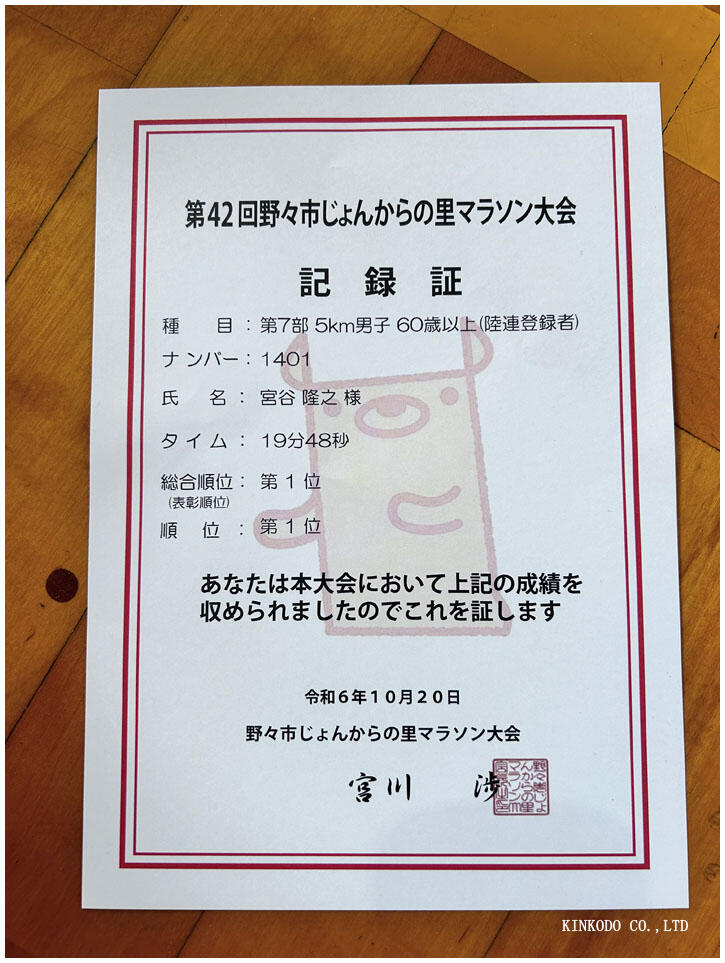 第42回野々市じょんからの里マラソン大会
記 録 証
種 目 : 第7部 5km男子 60歳以上(陸連登録者)
ナンバー : 1401
氏 名 : 宮谷 隆之 様
タ イ ム : 19分48秒
総合順位 : 第 1 位
(表彰順位)
順 位 : 第 1 位
あなたは本大会において上記の成績を
収められましたのでこれを証します
令和6年10月20日
野々市じょんからの里マラソン大会
宮川 渉
KINKODO CO.,LTD